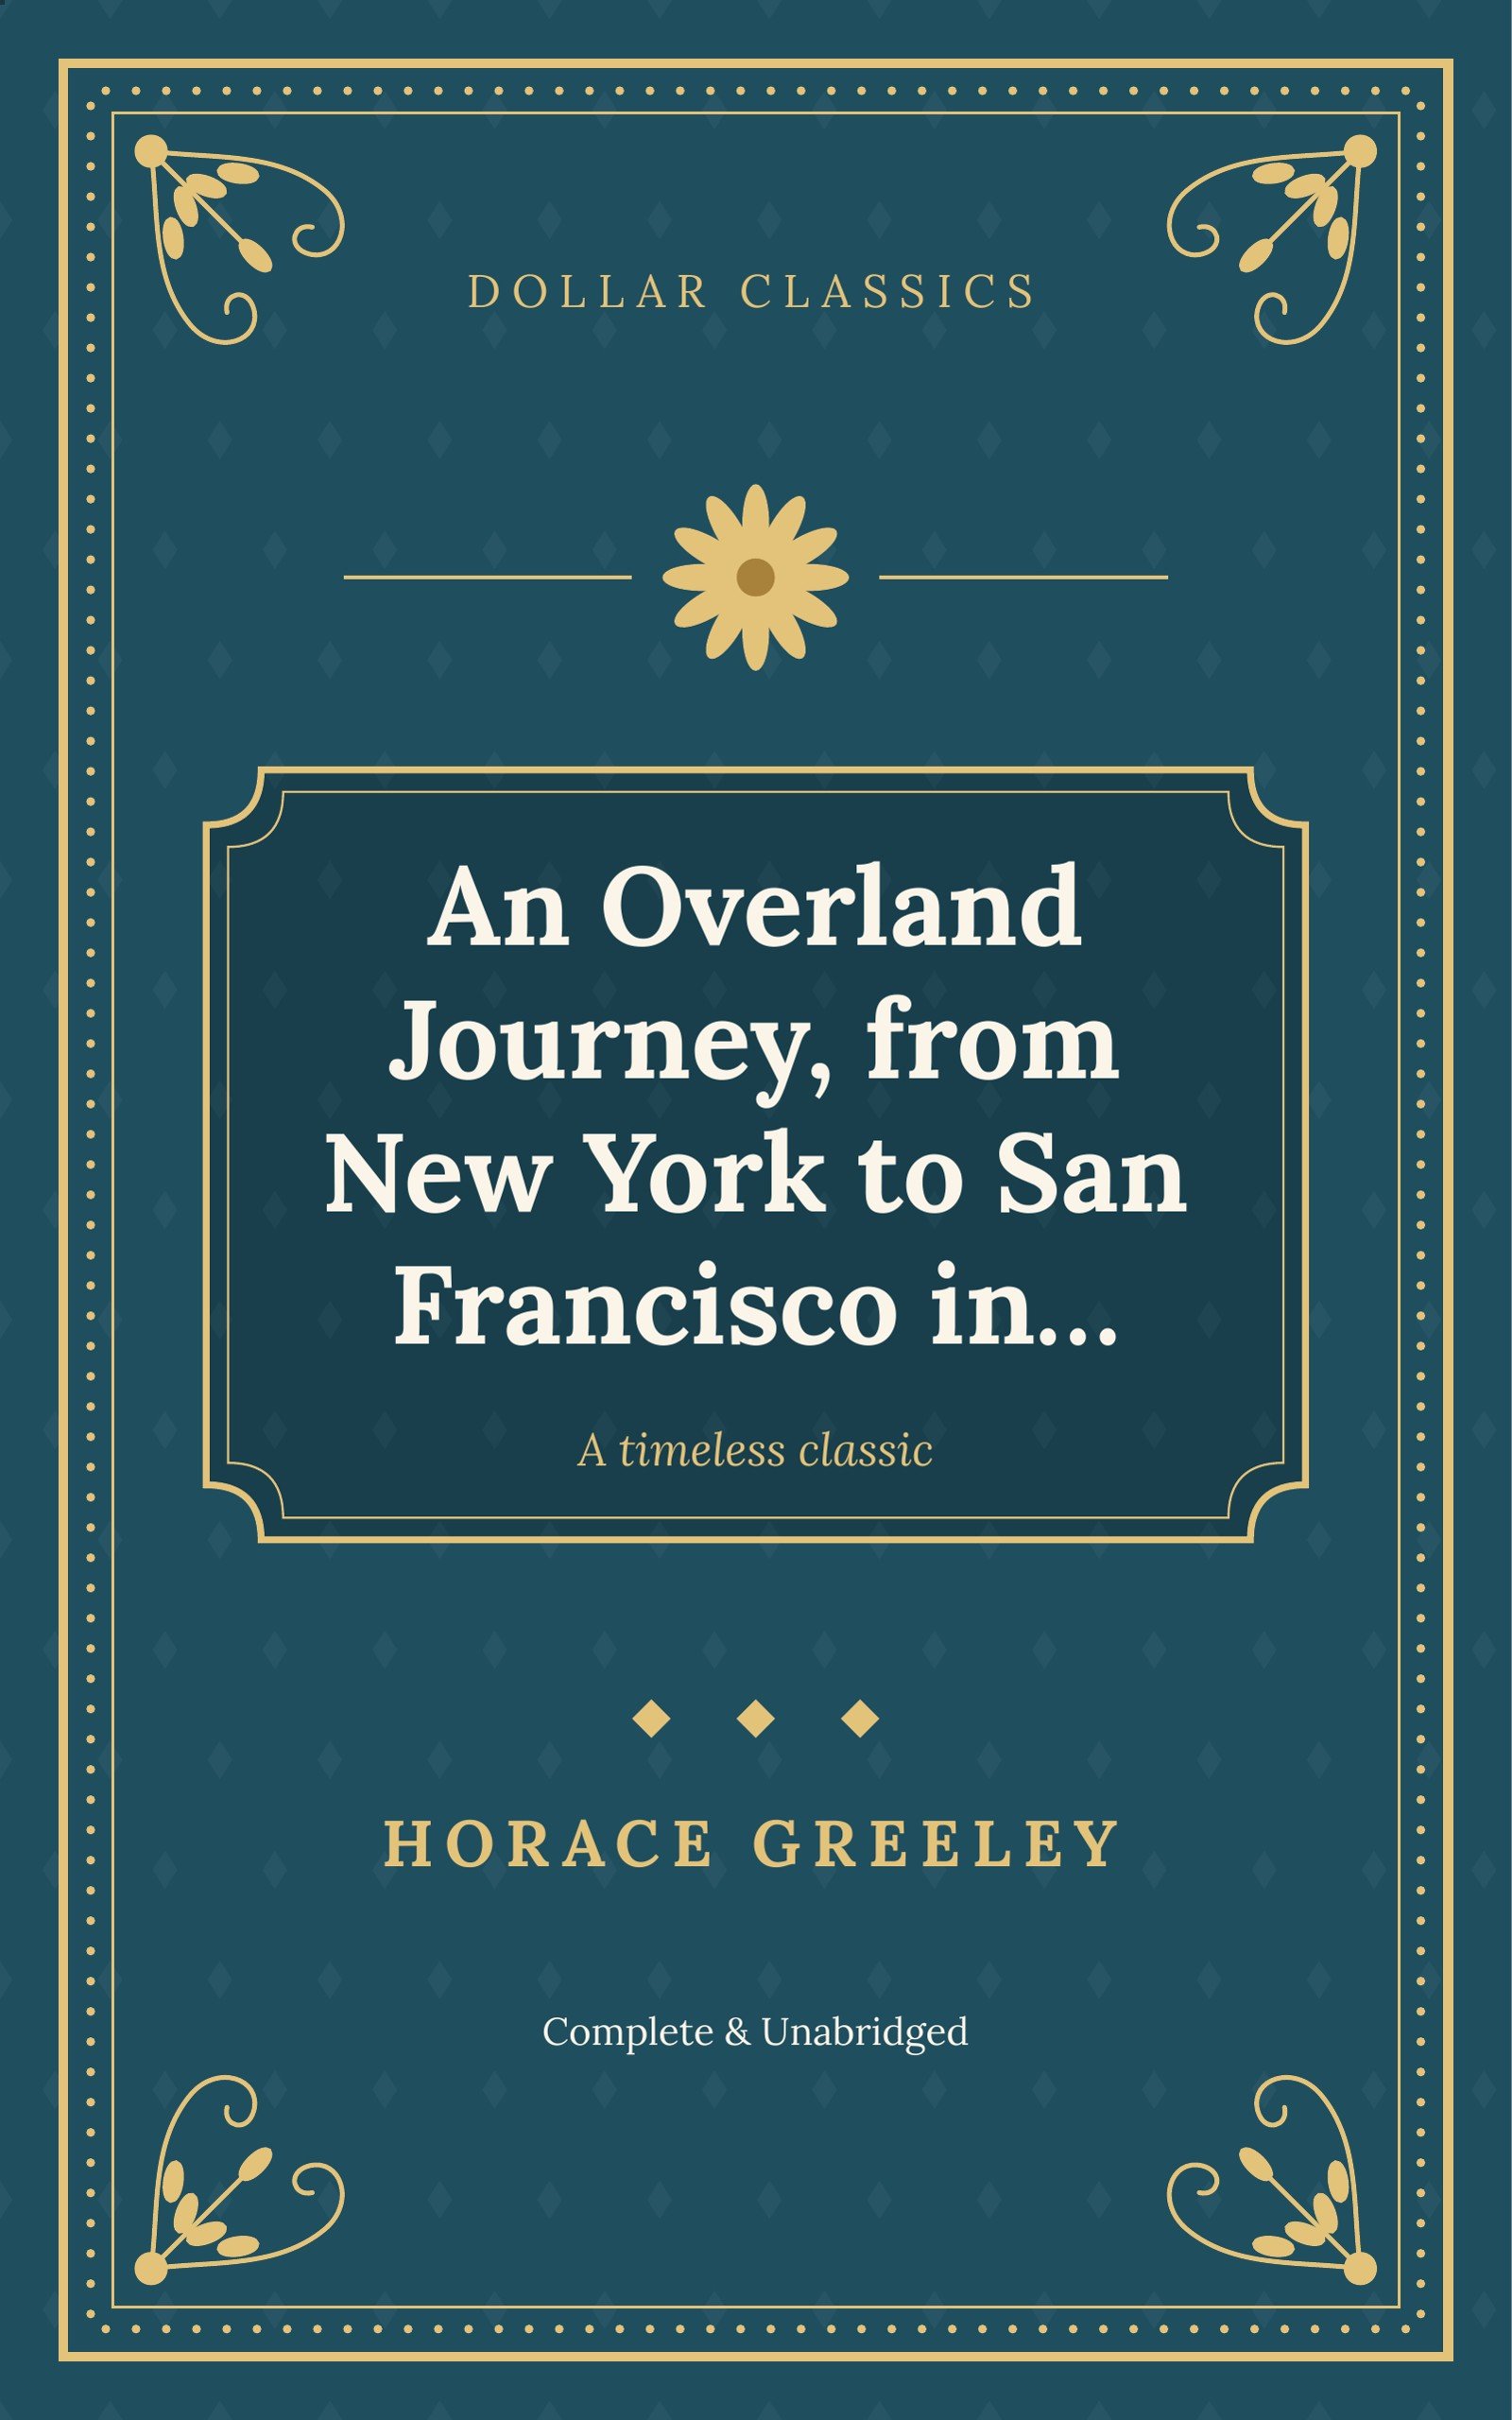 DOLLAR CLASSICS
An Overland
Journey, from
New York to San
Francisco in...
A timeless classic
HORACE GREELEY
Complete & Unabridged